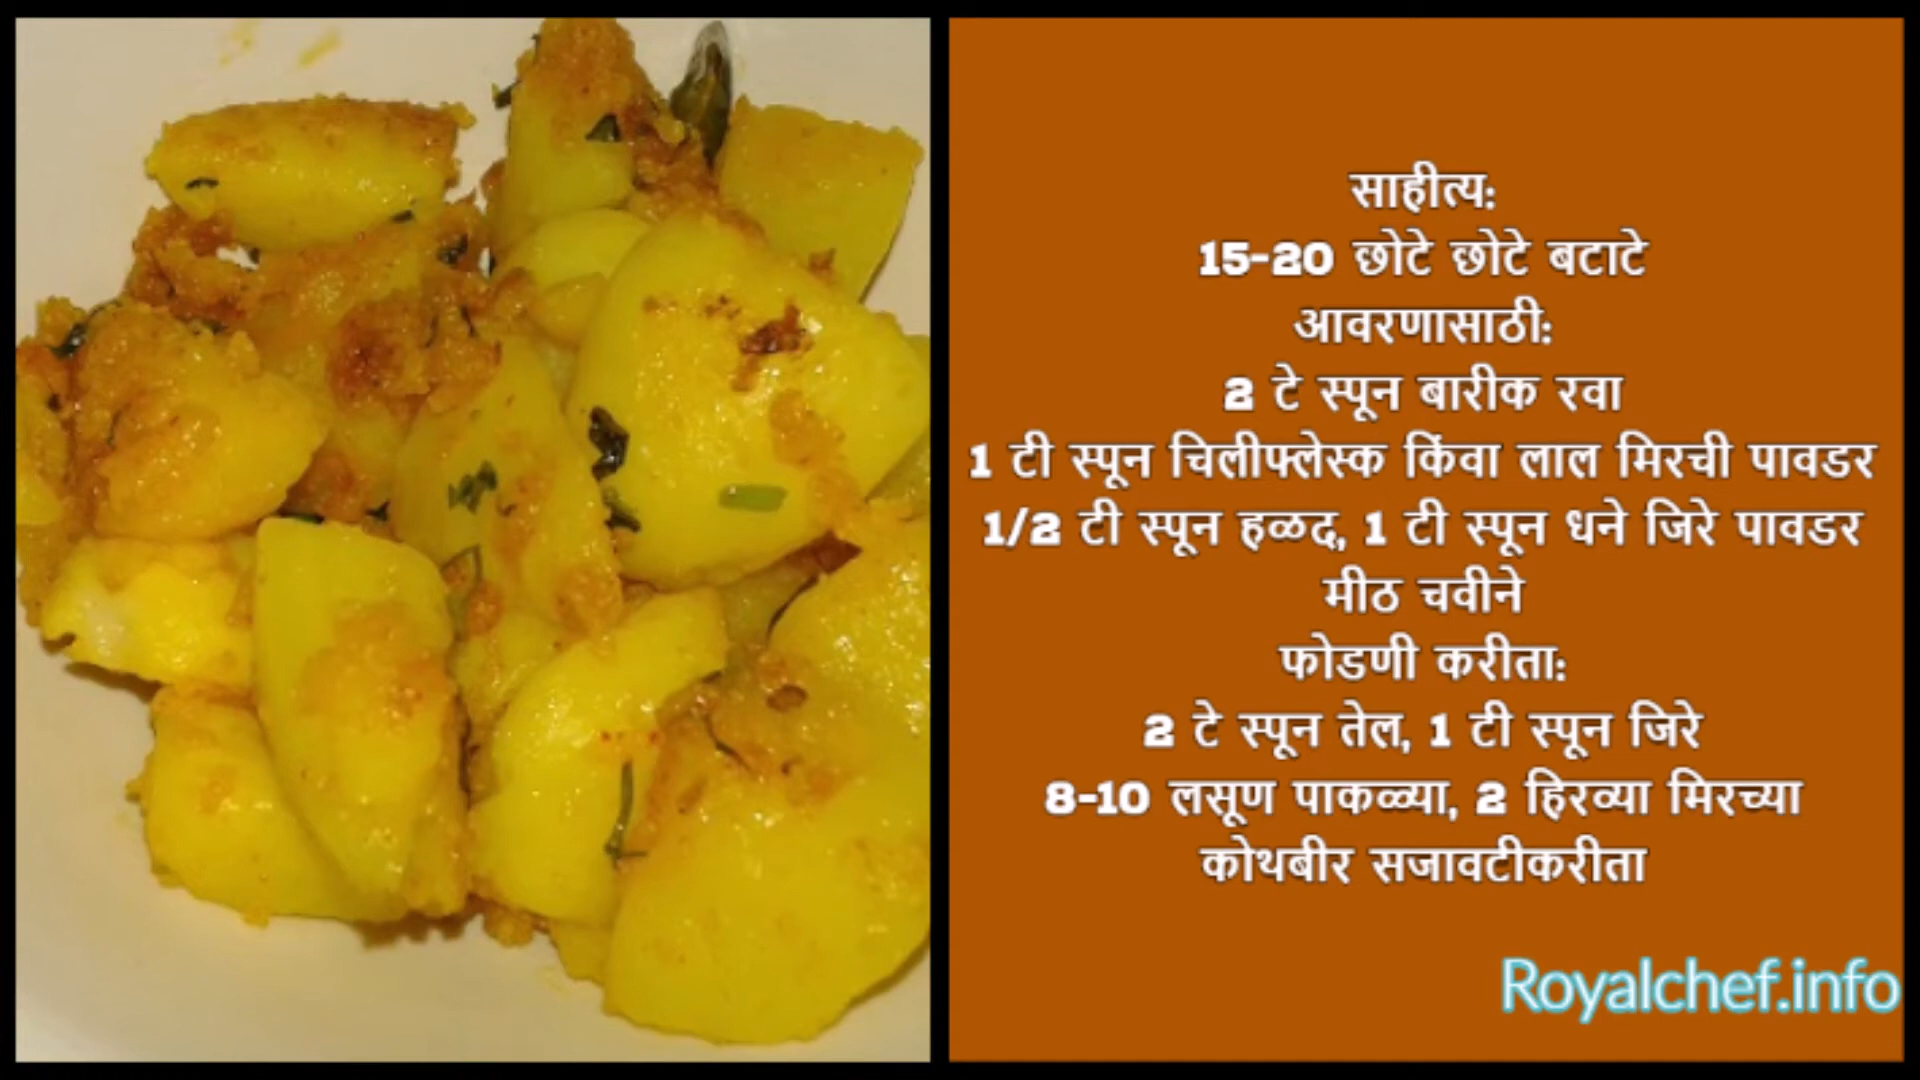 साहीत्य:
15-20 छोटे छोटे बटाटे
आवरणासाठी:
2 टे स्पून बारीक रवा
1 टी स्पून चिलीफ्लेस्क किंवा लाल मिरची पावडर
1/2 टी स्पून हळद, 1 टी स्पून धने जिरे पावडर
मीठ चवीने
फोडणी करीता:
2 टे स्पून तेल, 1 टी स्पून जिरे
8-10 लसूण पाकळ्या, 2 हिरव्या मिरच्या
कोथबीर सजावटीकरीता
Royalchef.info